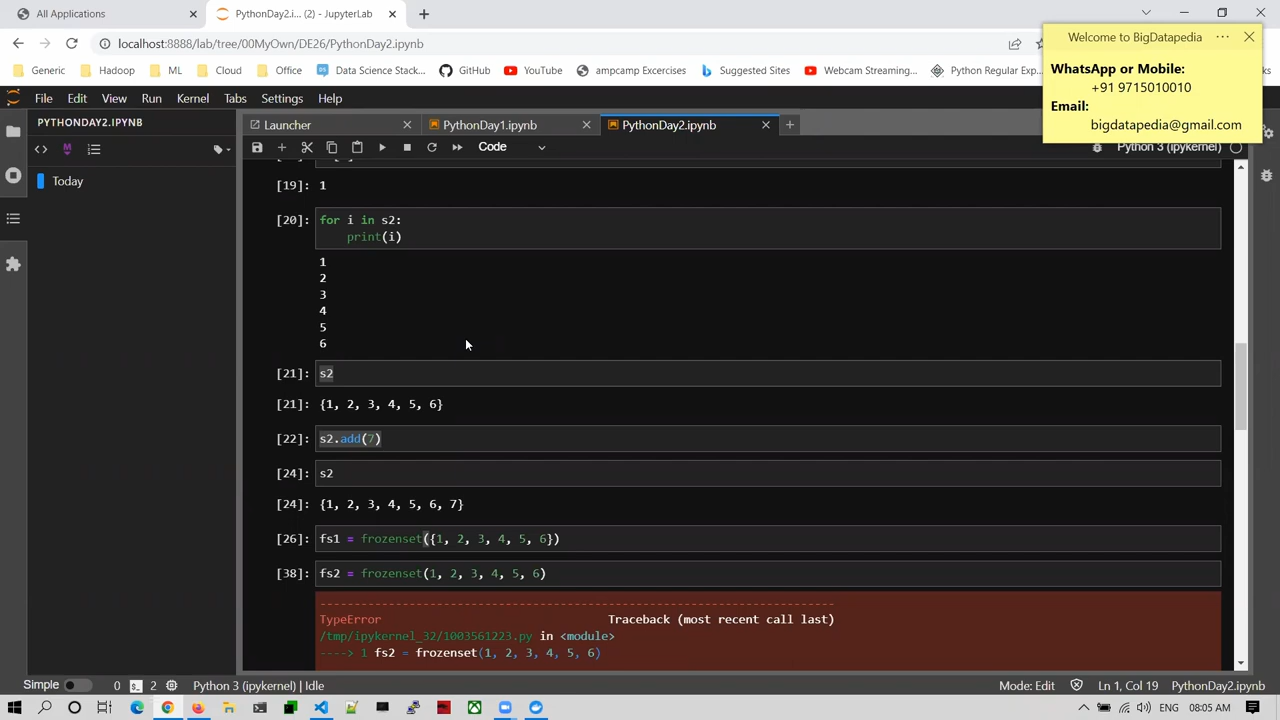 All Applications
PythonDay2.i... (2) - JupyterLab
localhost:8888/lab/tree/00MyOwn/DE26/PythonDay2.ipynb
Welcome to BigDatapedia
WhatsApp or Mobile:
+91 9715010010
Email:
bigdatapedia@gmail.com
Generic
Hadoop
ML
Cloud
Office
Data Science Stack...
GitHub
YouTube
ampcamp Excercises
Suggested Sites
Webcam Streaming...
Python Regular Exp...
File Edit View Run Kernel Tabs Settings Help
PYTHONDAY2.IPYNB
Launcher
PythonDay1.ipynb
PythonDay2.ipynb
Code
Python 3 (ipykernel)
Today
[19]: 1
[20]: for i in s2:
print(i)
1
2
3
4
5
6
[21]: s2
[21]: {1, 2, 3, 4, 5, 6}
[22]: s2.add(7)
[24]: s2
[24]: {1, 2, 3, 4, 5, 6, 7}
[26]: fs1 = frozenset({1, 2, 3, 4, 5, 6})
[38]: fs2 = frozenset(1, 2, 3, 4, 5, 6)
---------------------------------------------------------------------------
TypeError Traceback (most recent call last)
/tmp/ipykernel_32/1003561223.py in <module>
----> 1 fs2 = frozenset(1, 2, 3, 4, 5, 6)
Simple 0 2 Python 3 (ipykernel) | Idle
Mode: Edit Ln 1, Col 19 PythonDay2.ipynb
ENG 08:05 AM